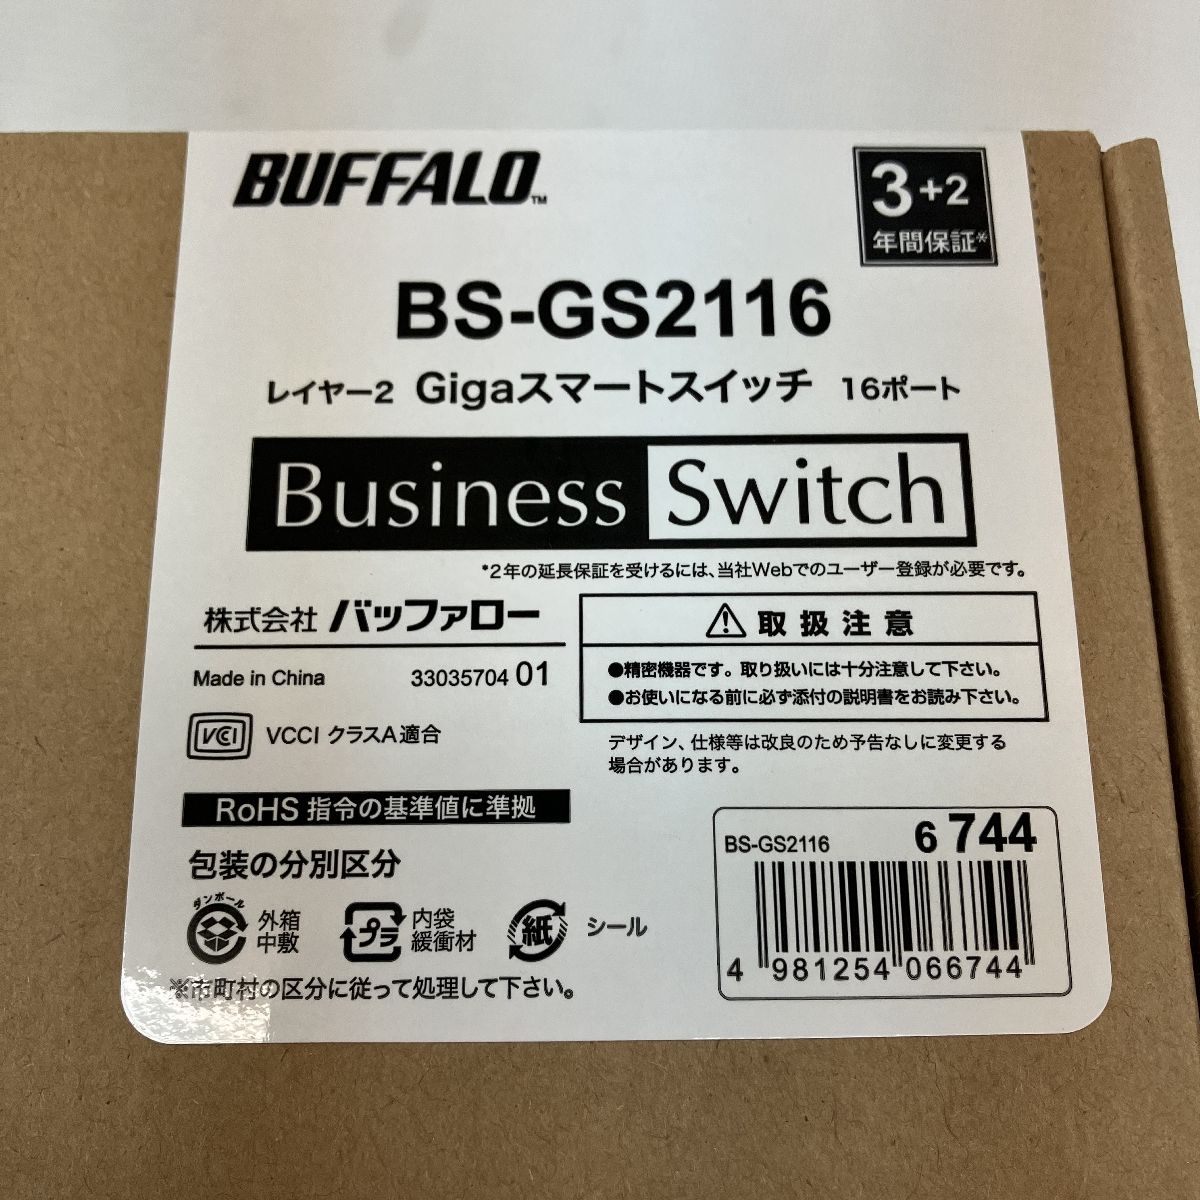 BUFFALO™
3+2
年間保証*
BS-GS2116
レイヤー2 Gigaスマートスイッチ 16ポート
Business Switch
*2年の延長保証を受けるには、当社Webでのユーザー登録が必要です。
株式会社 バッファロー
Made in China 33035704 01
VCCI VCCI クラスA適合
⚠ 取扱注意
●精密機器です。取り扱いには十分注意して下さい。
●お使いになる前に必ず添付の説明書をお読み下さい。
デザイン、仕様等は改良のため予告なしに変更する
場合があります。
RoHS 指令の基準値に準拠
包装の分別区分
ダンボール
外箱
中敷
プラ
内袋
緩衝材
紙
シール
※市町村の区分に従って処理して下さい。
BS-GS2116 6 744
4 981254 066744